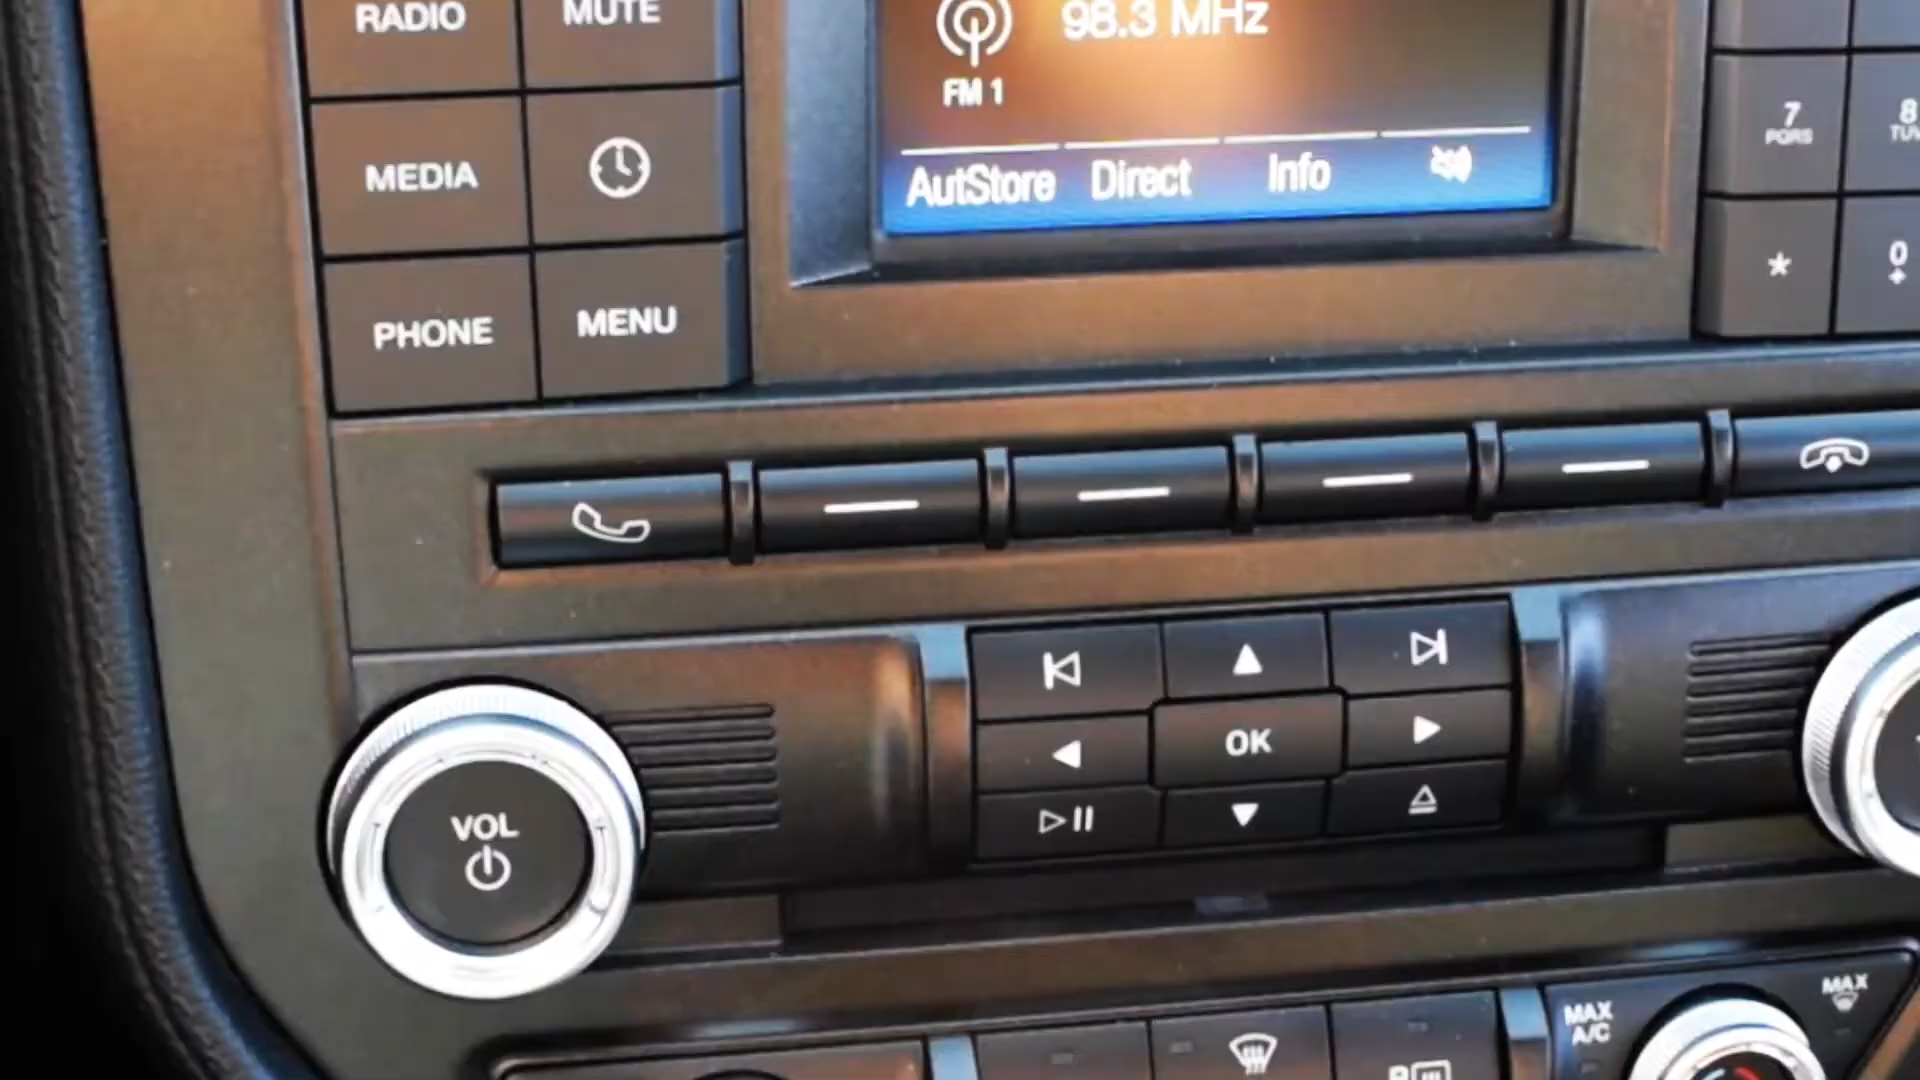 RADIO
MUTE
98.3 MHz
FM 1
MEDIA
AutStore
Direct
Info
7
PQRS
8
TUV
PHONE
MENU
*
0
+
OK
VOL
MAX
A/C
MAX
R